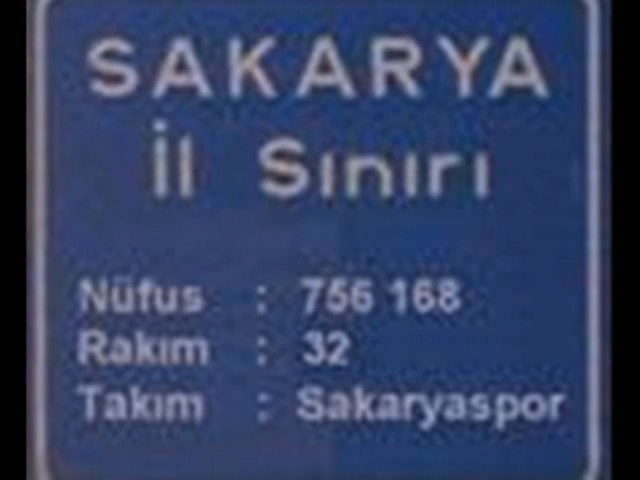 SAKARYA
İl Sınırı
Nüfus : 756 168
Rakım : 32
Takım : Sakaryaspor